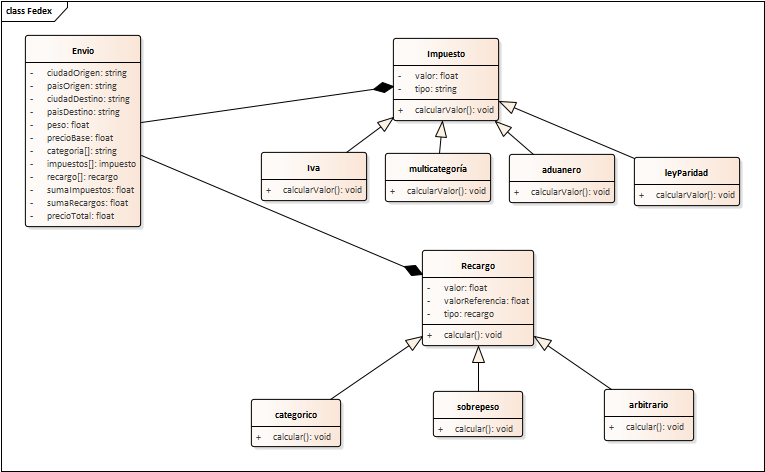 class Fedex
Envio
- ciudadOrigen: string
- paisOrigen: string
- ciudadDestino: string
- paisDestino: string
- peso: float
- precioBase: float
- categoria[]: string
- impuestos[]: impuesto
- recargo[]: recargo
- sumaImpuestos: float
- sumaRecargos: float
- precioTotal: float
Impuesto
- valor: float
- tipo: string
+ calcularValor(): void
Iva
+ calcularValor(): void
multicategoría
+ calcularValor(): void
aduanero
+ calcularValor(): void
leyParidad
+ calcularValor(): void
Recargo
- valor: float
- valorReferencia: float
- tipo: recargo
+ calcular(): void
categorico
+ calcular(): void
sobrepeso
+ calcular(): void
arbitrario
+ calcular(): void